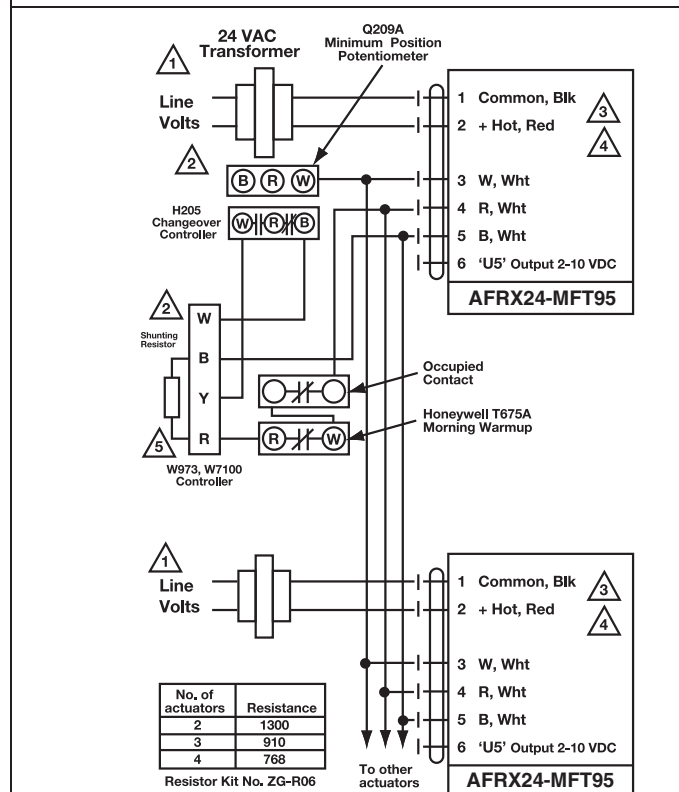 24 VAC
Transformer
Q209A
Minimum Position
Potentiometer
1
Line
Volts
1 Common, Blk
2 + Hot, Red
3
4
3 W, Wht
4 R, Wht
5 B, Wht
6 'U5' Output 2-10 VDC
AFRX24-MFT95
2
B R W
H205
Changeover
Controller
W R B
2
Shunting
Resistor
W
B
Y
R
5
W973, W7100
Controller
Occupied
Contact
R W
Honeywell T675A
Morning Warmup
1
Line
Volts
1 Common, Blk
2 + Hot, Red
3
4
3 W, Wht
4 R, Wht
5 B, Wht
6 'U5' Output 2-10 VDC
AFRX24-MFT95
No. of
actuators Resistance
2 1300
3 910
4 768
Resistor Kit No. ZG-R06
To other
actuators